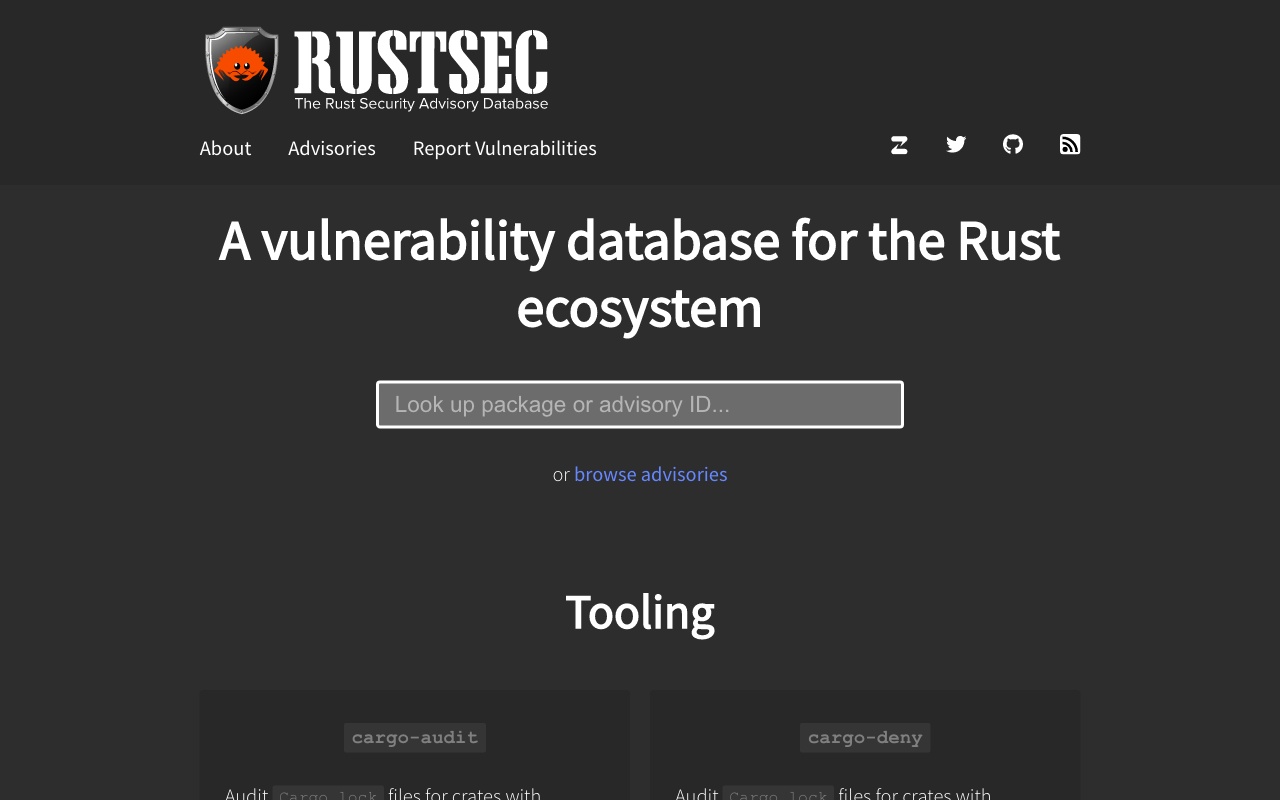 RUSTSEC
The Rust Security Advisory Database
About Advisories Report Vulnerabilities
A vulnerability database for the Rust
ecosystem
Look up package or advisory ID...
or browse advisories
Tooling
cargo-audit
cargo-deny
Audit Cargo.lock files for crates with
Audit Cargo.lock files for crates with